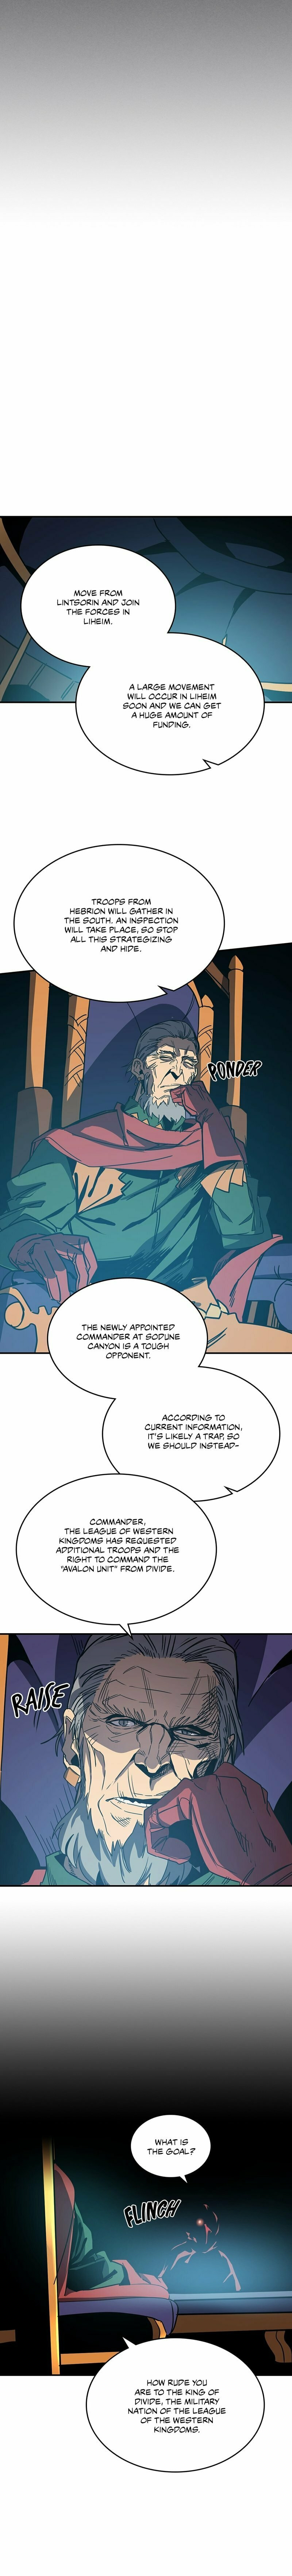 MOVE FROM
LINTSORIN AND JOIN
THE FORCES IN
LIHEIM.
A LARGE MOVEMENT
WILL OCCUR IN LIHEIM
SOON AND WE CAN GET
A HUGE AMOUNT OF
FUNDING.
TROOPS FROM
HEBRION WILL GATHER IN
THE SOUTH. AN INSPECTION
WILL TAKE PLACE, SO STOP
ALL THIS STRATEGIZING
AND HIDE.
PONDER
THE NEWLY APPOINTED
COMMANDER AT SODUNE
CANYON IS A TOUGH
OPPONENT.
ACCORDING TO
CURRENT INFORMATION,
IT'S LIKELY A TRAP, SO
WE SHOULD INSTEAD-
COMMANDER,
THE LEAGUE OF WESTERN
KINGDOMS HAS REQUESTED
ADDITIONAL TROOPS AND THE
RIGHT TO COMMAND THE
"AVALON UNIT" FROM DIVIDE.
RAISE
WHAT IS
THE GOAL?
FLINCH
HOW RUDE YOU
ARE TO THE KING OF
DIVIDE, THE MILITARY
NATION OF THE LEAGUE
OF THE WESTERN
KINGDOMS.